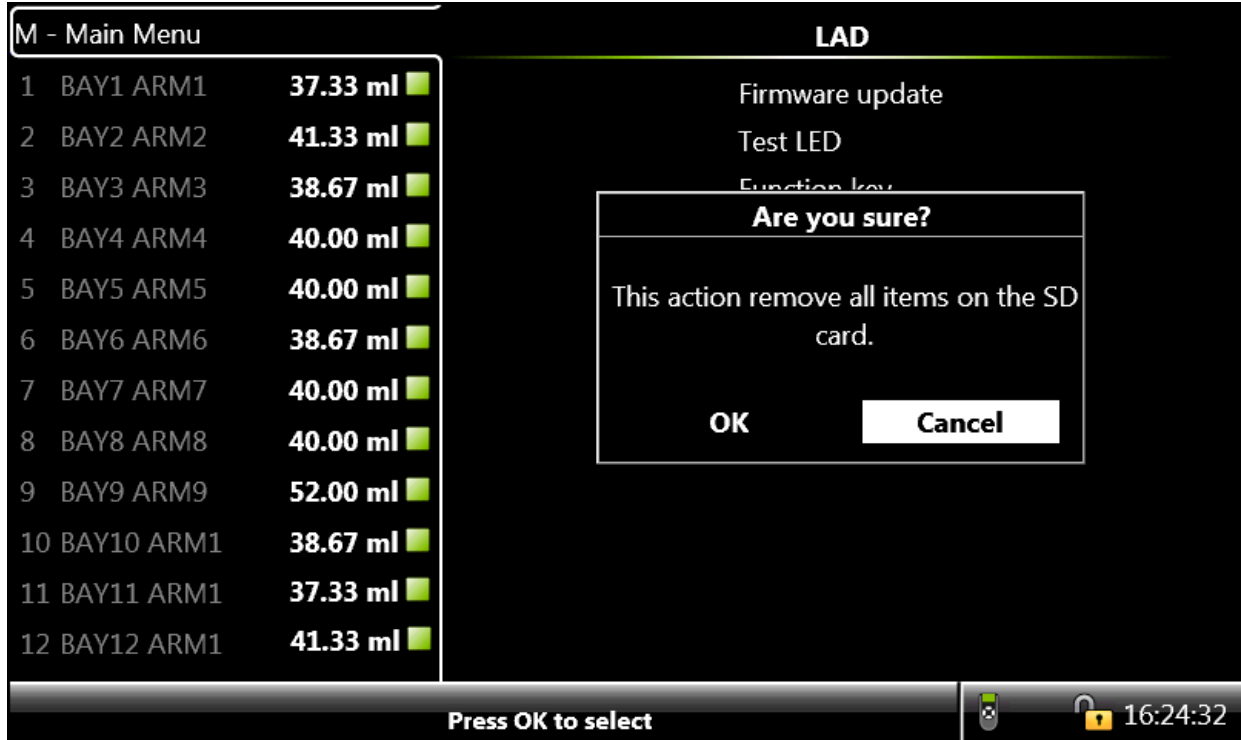 M - Main Menu
1 BAY1 ARM1 37.33 ml
2 BAY2 ARM2 41.33 ml
3 BAY3 ARM3 38.67 ml
4 BAY4 ARM4 40.00 ml
5 BAY5 ARM5 40.00 ml
6 BAY6 ARM6 38.67 ml
7 BAY7 ARM7 40.00 ml
8 BAY8 ARM8 40.00 ml
9 BAY9 ARM9 52.00 ml
10 BAY10 ARM1 38.67 ml
11 BAY11 ARM1 37.33 ml
12 BAY12 ARM1 41.33 ml
LAD
Firmware update
Test LED
Function key
Are you sure?
This action remove all items on the SD
card.
OK Cancel
Press OK to select
16:24:32